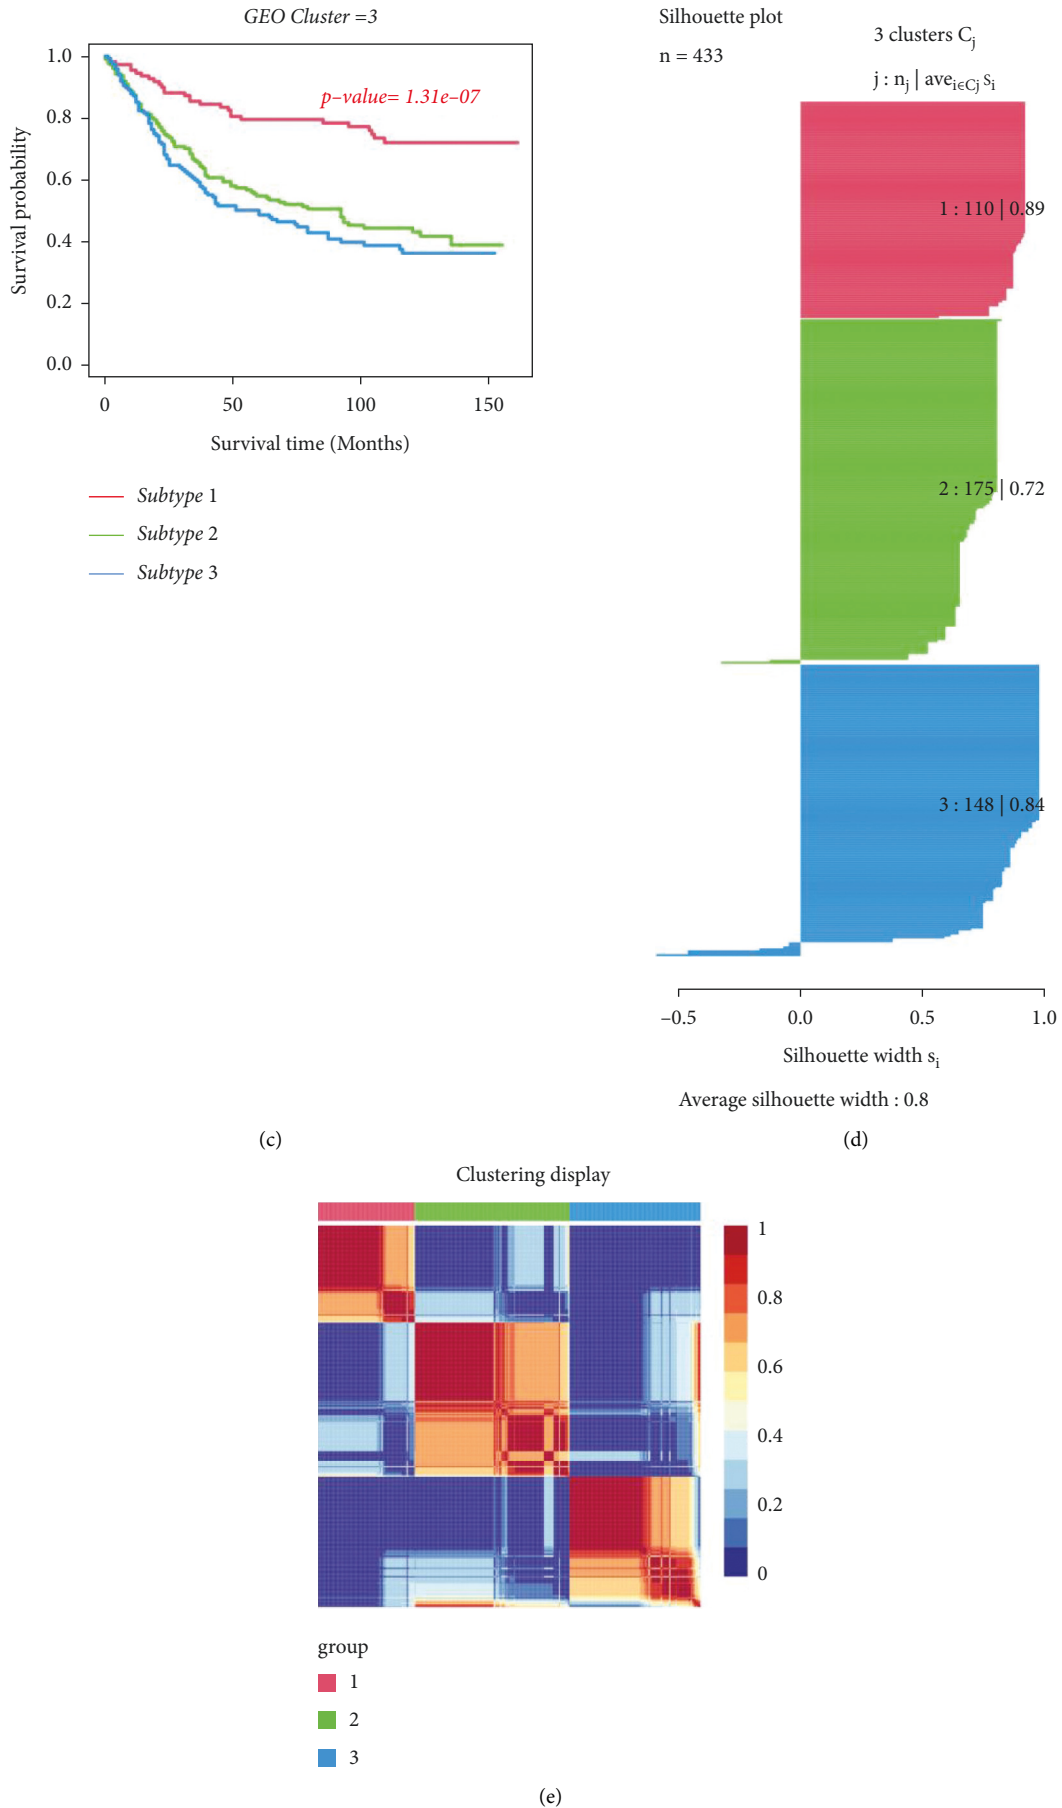 GEO Cluster =3
1.0
0.8
0.6
0.4
0.2
0.0
Survival probability
p–value= 1.31e–07
0 50 100 150
Survival time (Months)
Subtype 1
Subtype 2
Subtype 3
(c)
Silhouette plot
n = 433
3 clusters Cj
j : nj | ave i∈Cj si
1 : 110 | 0.89
2 : 175 | 0.72
3 : 148 | 0.84
–0.5 0.0 0.5 1.0
Silhouette width si
Average silhouette width : 0.8
(d)
Clustering display
1
0.8
0.6
0.4
0.2
0
group
1
2
3
(e)